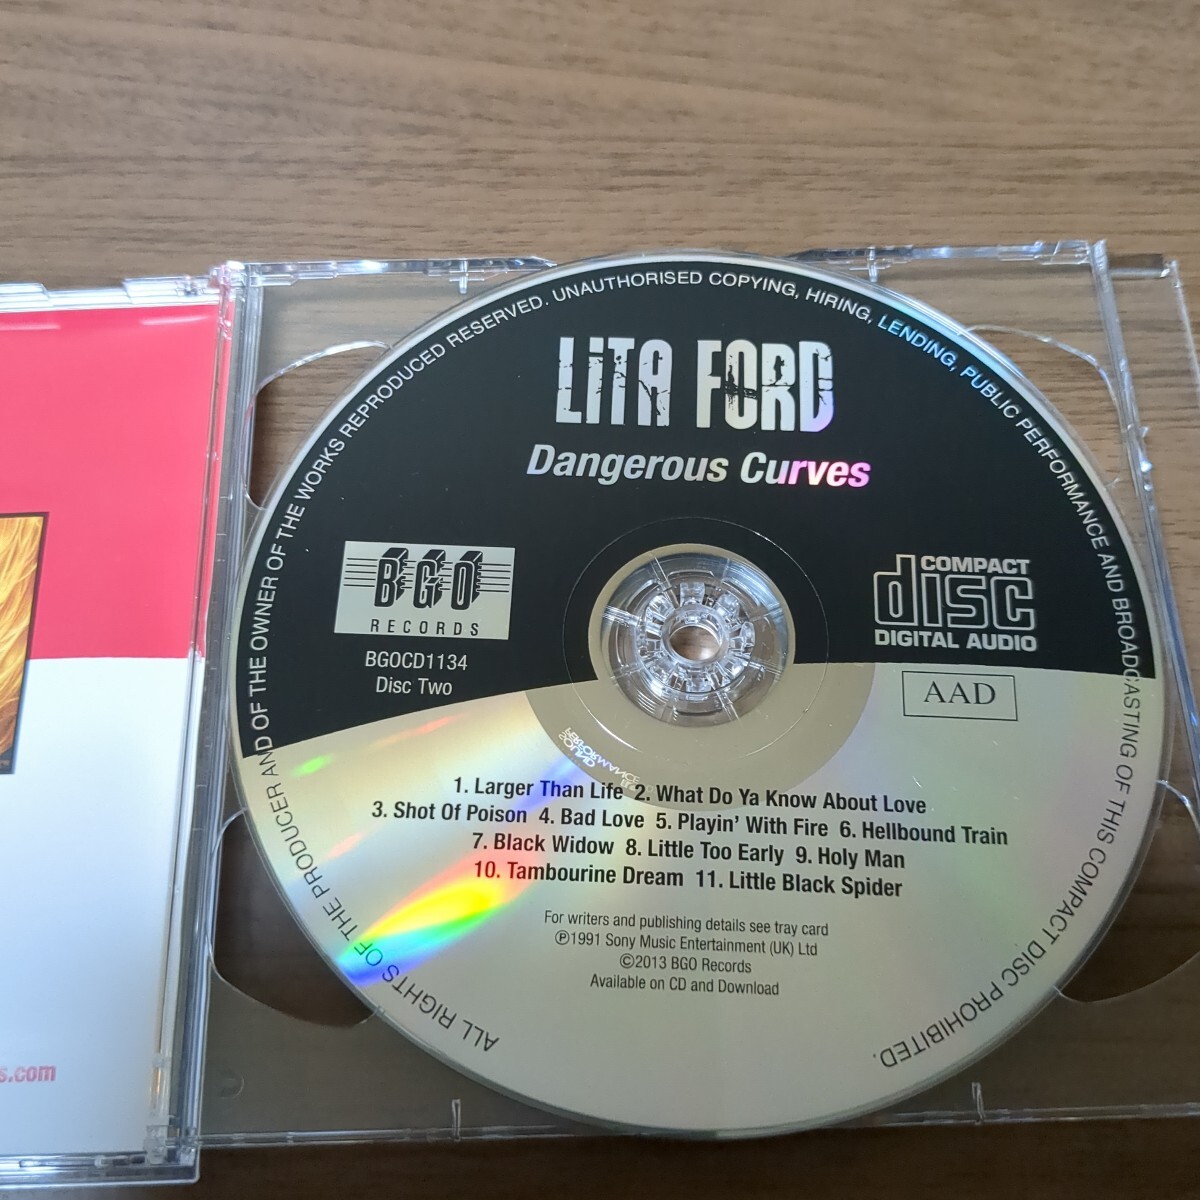 ALL RIGHTS OF THE PRODUCER AND OF THE OWNER OF THE WORKS REPRODUCED RESERVED. UNAUTHORISED COPYING, HIRING, LENDING, PUBLIC PERFORMANCE AND BROADCASTING OF THIS COMPACT DISC PROHIBITED.
LiTA FORD
Dangerous Curves
BGO
RECORDS
BGOCD1134
Disc Two
COMPACT
disc
DIGITAL AUDIO
AAD
1. Larger Than Life 2. What Do Ya Know About Love
3. Shot Of Poison 4. Bad Love 5. Playin' With Fire 6. Hellbound Train
7. Black Widow 8. Little Too Early 9. Holy Man
10. Tambourine Dream 11. Little Black Spider
For writers and publishing details see tray card
℗1991 Sony Music Entertainment (UK) Ltd
©2013 BGO Records
Available on CD and Download
s.com